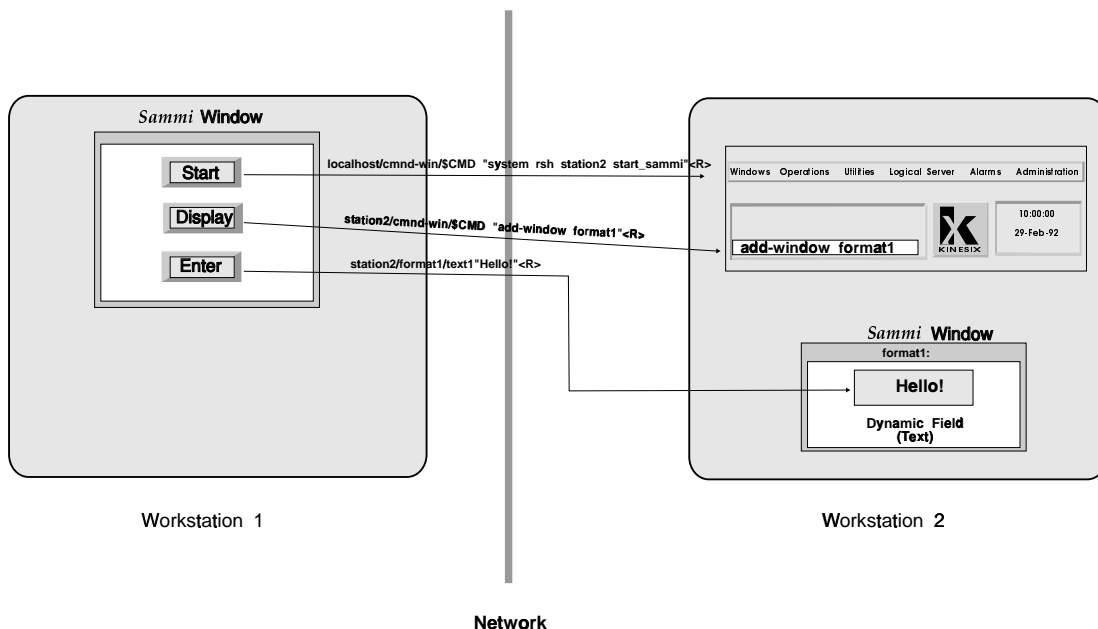 Sammi Window
Start
Display
Enter
localhost/cmnd-win/$CMD "system rsh station2 start_sammi"<R>
station2/cmnd-win/$CMD "add-window format1"<R>
station2/format1/text1"Hello!"<R>
Windows Operations Utilities Logical Server Alarms Administration
add-window format1
KINESIX
10:00:00
29-Feb-92
Sammi Window
format1:
Hello!
Dynamic Field
(Text)
Workstation 1
Workstation 2
Network